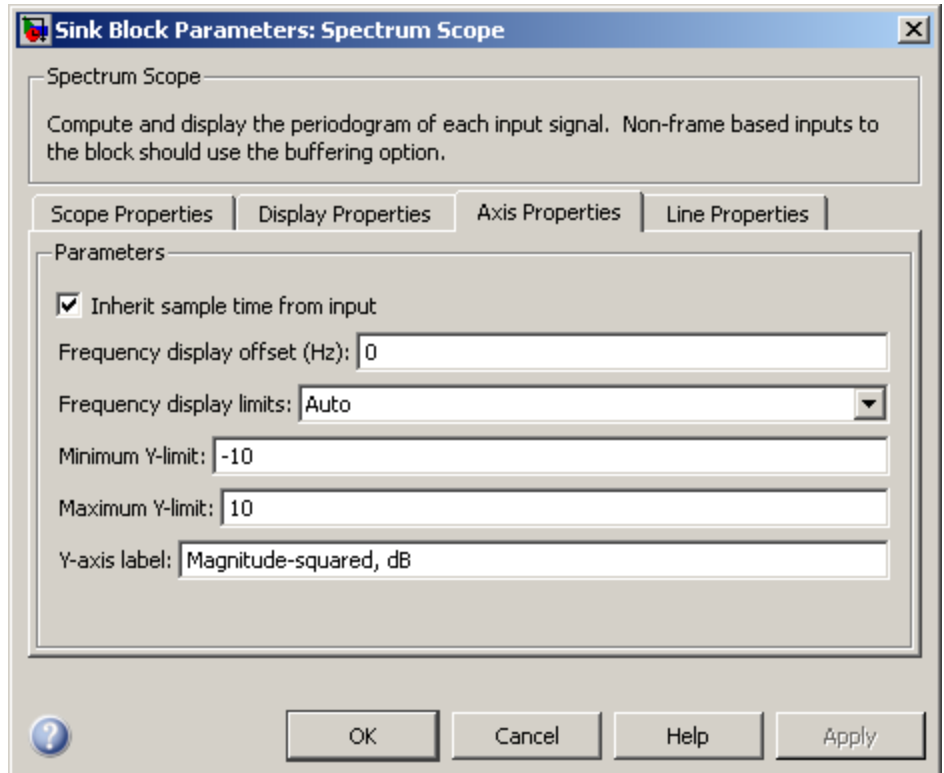 Sink Block Parameters: Spectrum Scope
Spectrum Scope
Compute and display the periodogram of each input signal.  Non-frame based inputs to
the block should use the buffering option.
Scope Properties
Display Properties
Axis Properties
Line Properties
Parameters
Inherit sample time from input
Frequency display offset (Hz): 0
Frequency display limits: Auto
Minimum Y-limit: -10
Maximum Y-limit: 10
Y-axis label: Magnitude-squared, dB
?
OK
Cancel
Help
Apply